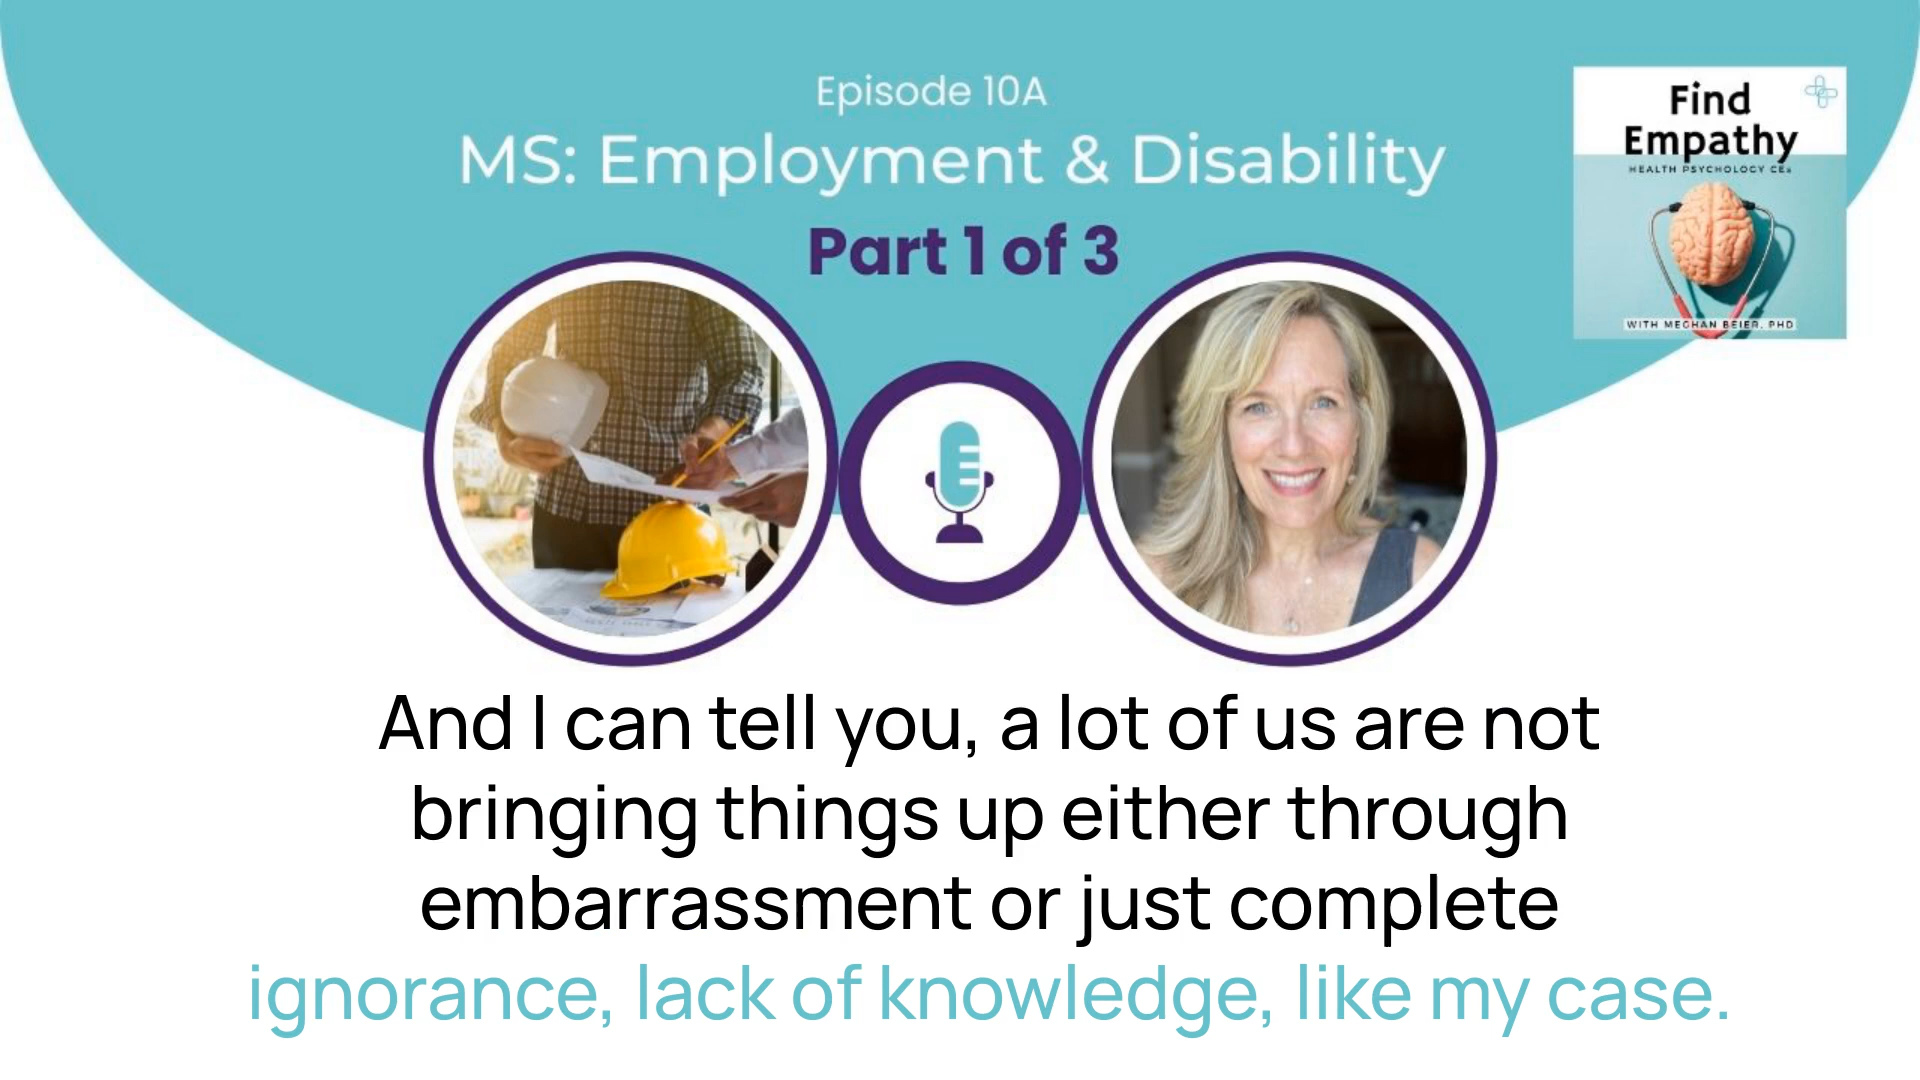 Episode 10A
MS: Employment & Disability
Part 1 of 3
Find
Empathy
HEALTH PSYCHOLOGY CEs
WITH MEGHAN BEIER, PHD
And I can tell you, a lot of us are not
bringing things up either through
embarrassment or just complete
ignorance, lack of knowledge, like my case.